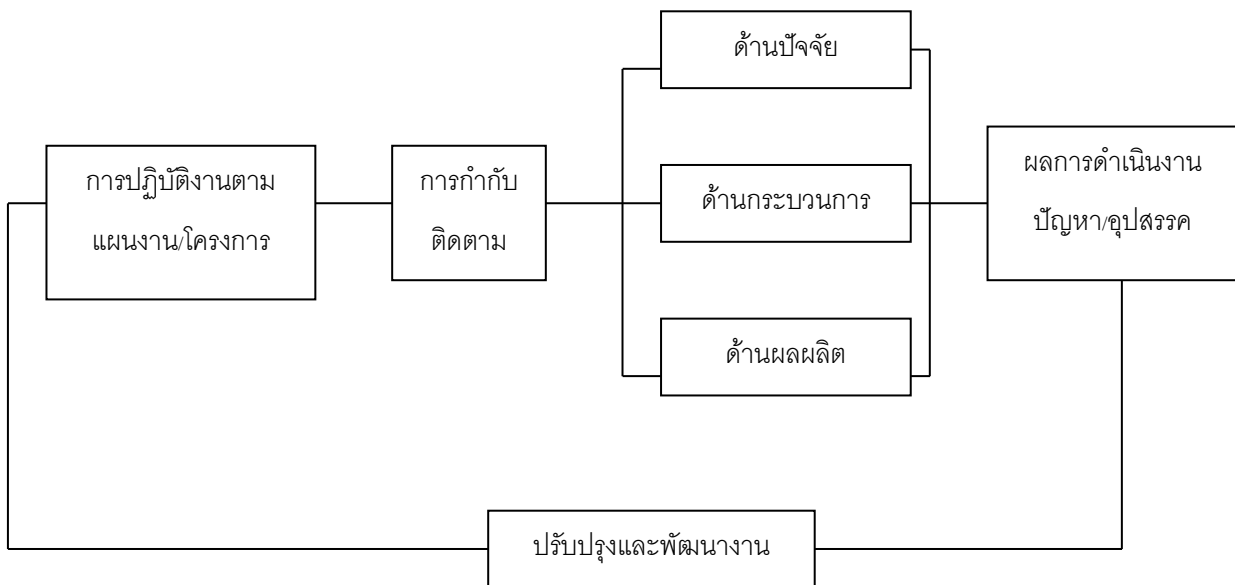 การปฏิบัติงานตาม
แผนงาน/โครงการ
การกำกับ
ติดตาม
ด้านปัจจัย
ด้านกระบวนการ
ด้านผลผลิต
ผลการดำเนินงาน
ปัญหา/อุปสรรค
ปรับปรุงและพัฒนางาน